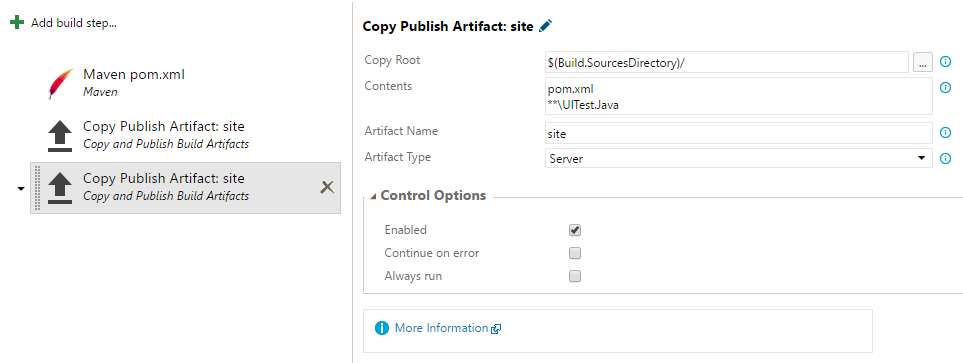 Add build step...
Maven pom.xml
Maven
Copy Publish Artifact: site
Copy and Publish Build Artifacts
Copy Publish Artifact: site
Copy and Publish Build Artifacts
Copy Publish Artifact: site
Copy Root
$(Build.SourcesDirectory)/
...
Contents
pom.xml
**\UITest.Java
Artifact Name
site
Artifact Type
Server
Control Options
Enabled
Continue on error
Always run
More Information